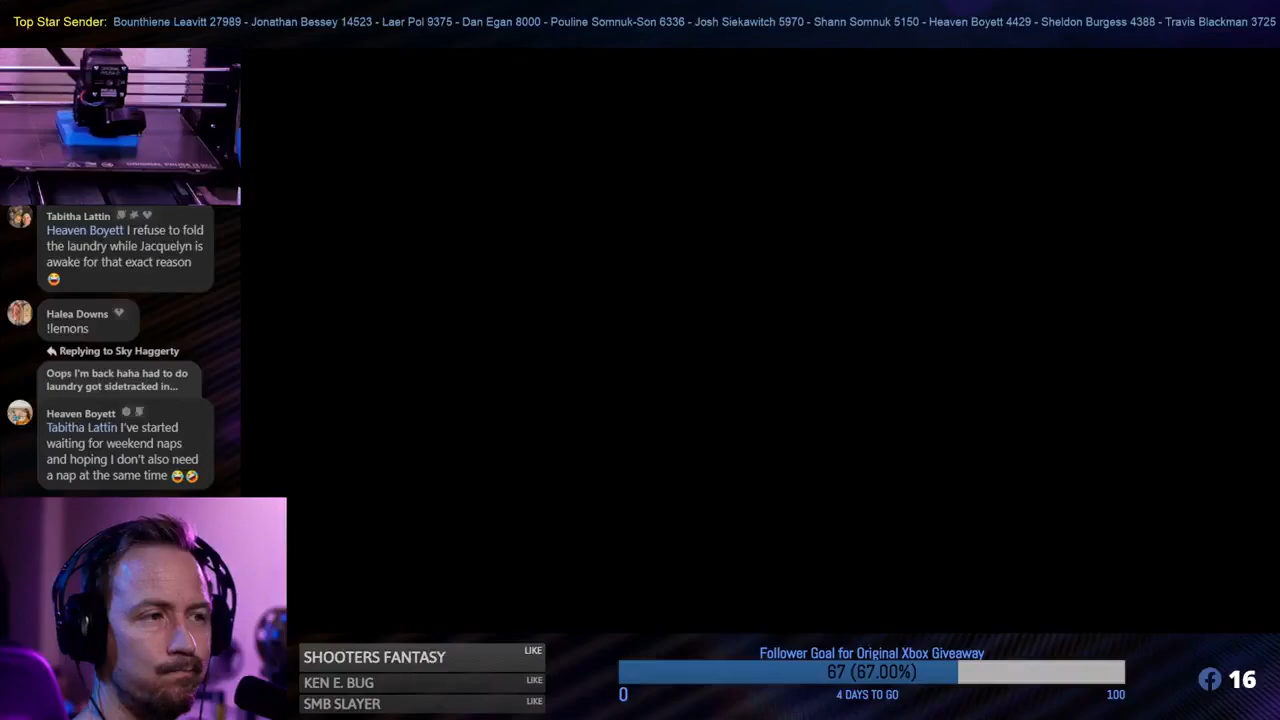 Top Star Sender: Bounthiene Leavitt 27989 - Jonathan Bessey 14523 - Laer Pol 9375 - Dan Egan 8000 - Pouline Somnuk-Son 6336 - Josh Siekawitch 5970 - Shann Somnuk 5150 - Heaven Boyett 4429 - Sheldon Burgess 4388 - Travis Blackman 3725
Tabitha Lattin
Heaven Boyett I refuse to fold
the laundry while Jacquelyn is
awake for that exact reason
😂
Halea Downs
!lemons
Replying to Sky Haggerty
Oops I'm back haha had to do
laundry got sidetracked in...
Heaven Boyett
Tabitha Lattin I've started
waiting for weekend naps
and hoping I don't also need
a nap at the same time 😂🤣
SHOOTERS FANTASY LIKE
KEN E. BUG LIKE
SMB SLAYER LIKE
Follower Goal for Original Xbox Giveaway
67 (67.00%)
0 4 DAYS TO GO 100
16